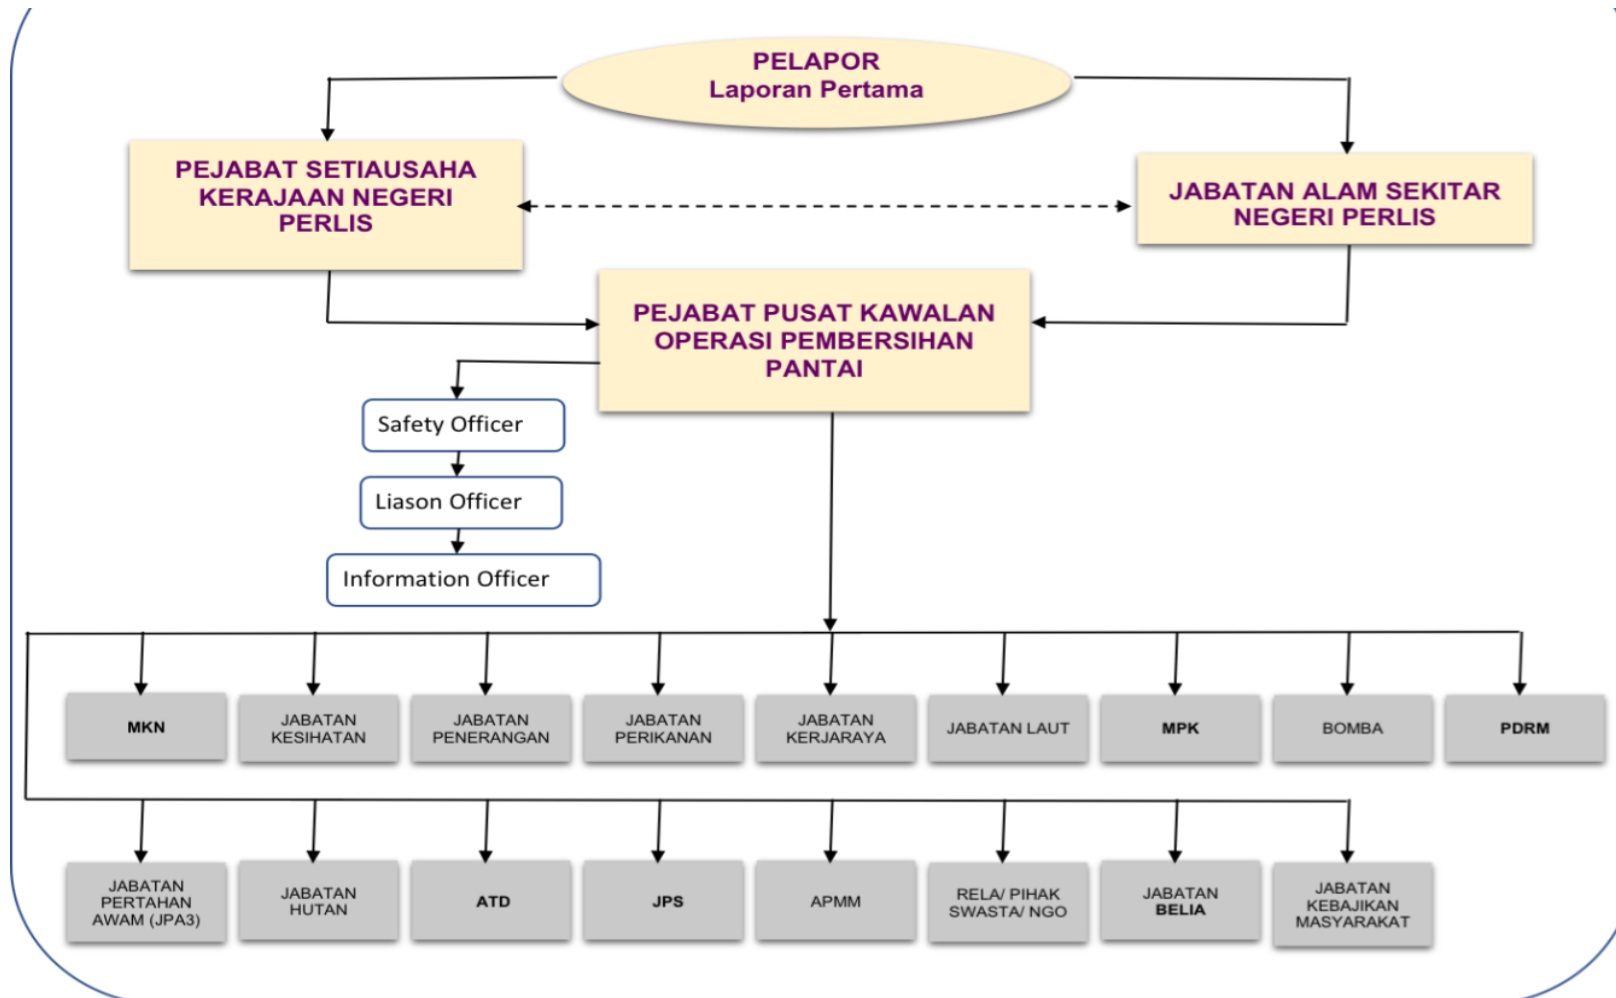 PELAPOR
Laporan Pertama
PEJABAT SETIAUSAHA
KERAJAAN NEGERI
PERLIS
JABATAN ALAM SEKITAR
NEGERI PERLIS
PEJABAT PUSAT KAWALAN
OPERASI PEMBERSIHAN
PANTAI
Safety Officer
Liason Officer
Information Officer
MKN
JABATAN
KESIHATAN
JABATAN
PENERANGAN
JABATAN
PERIKANAN
JABATAN
KERJARAYA
JABATAN LAUT
MPK
BOMBA
PDRM
JABATAN
PERTAHAN
AWAM (JPA3)
JABATAN
HUTAN
ATD
JPS
APMM
RELA/ PIHAK
SWASTA/ NGO
JABATAN
BELIA
JABATAN
KEBAJIKAN
MASYARAKAT